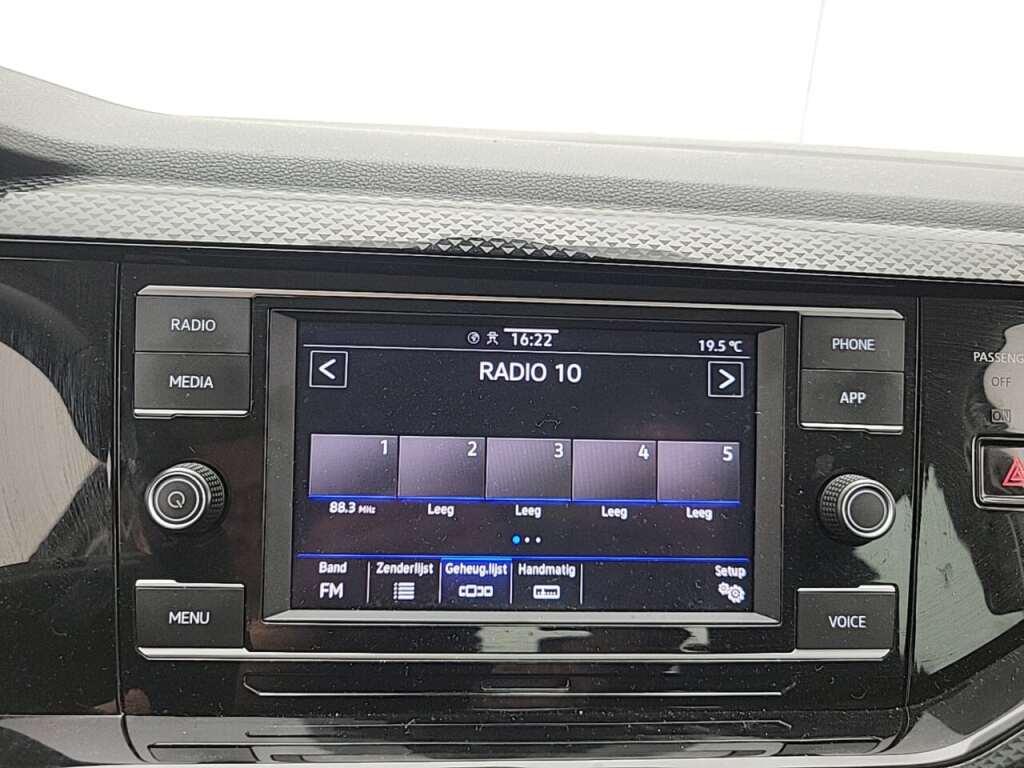 RADIO
MEDIA
MENU
16:22
19.5 °C
<
RADIO 10
>
1 2 3 4 5
88.3 MHz Leeg Leeg Leeg Leeg
Band Zenderlijst Geheug.lijst Handmatig Setup
FM
PHONE
APP
VOICE
OFF
ON